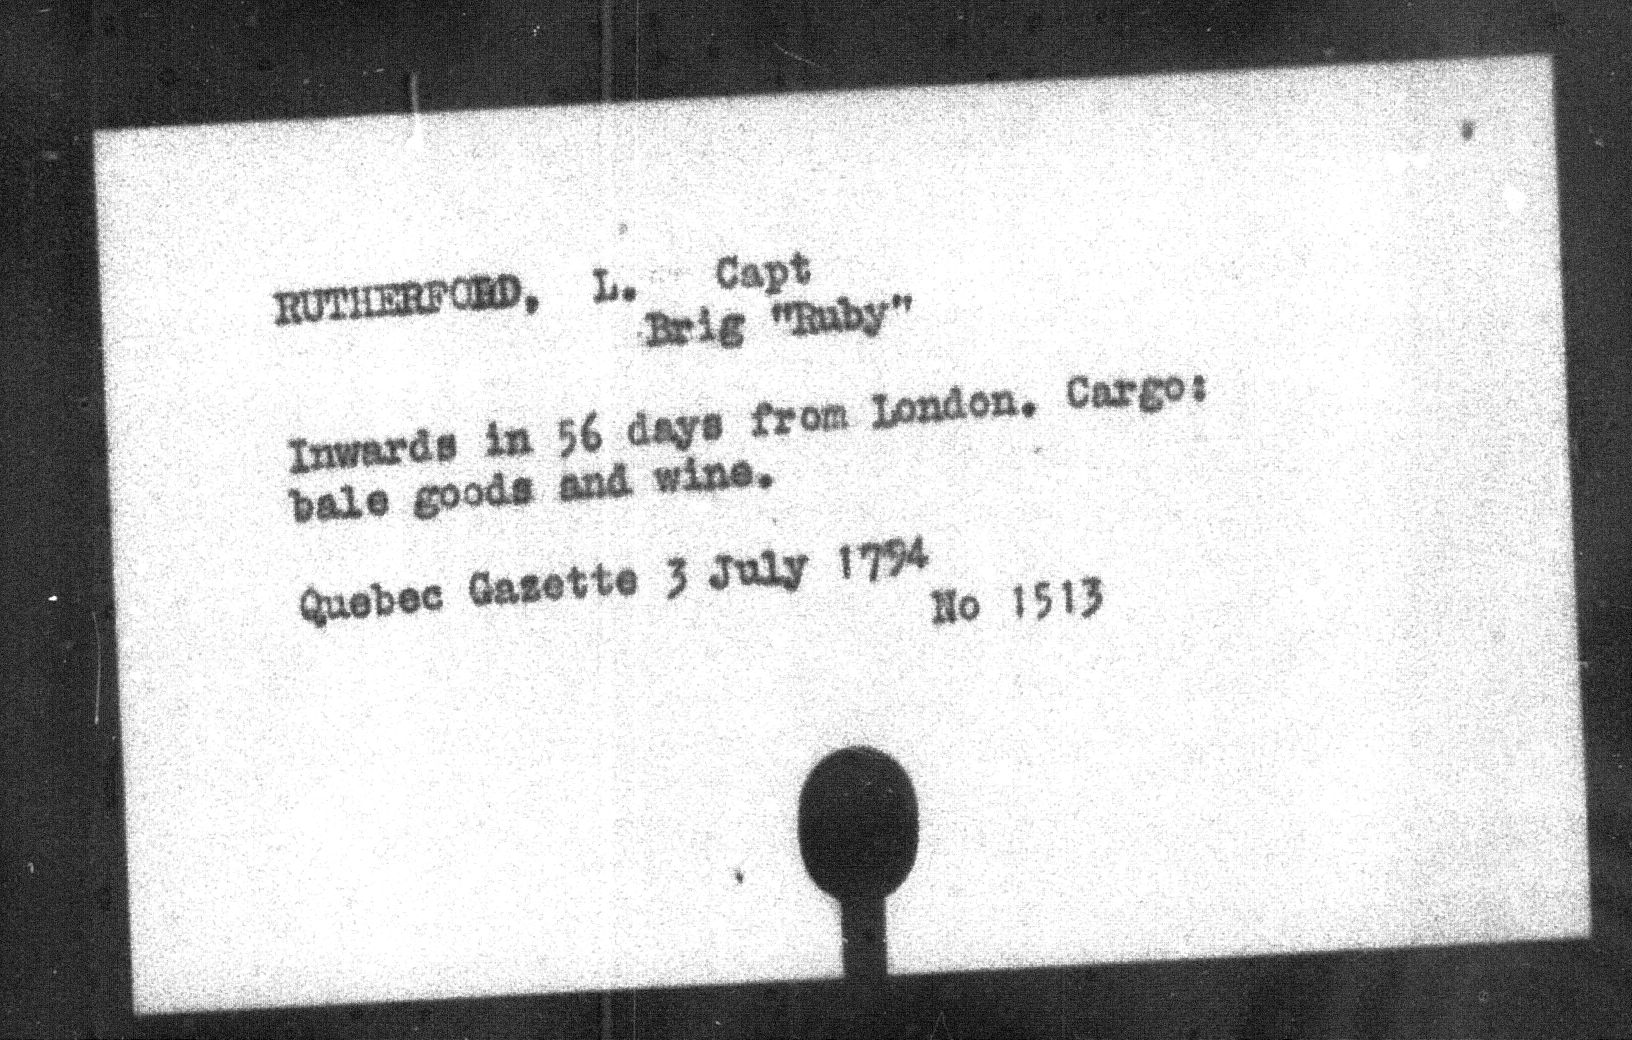 RUTHERFORD, L. Capt
Brig "Ruby"
Inwards in 56 days from London. Cargo:
bale goods and wine.
Quebec Gazette 3 July 1794
No 1513